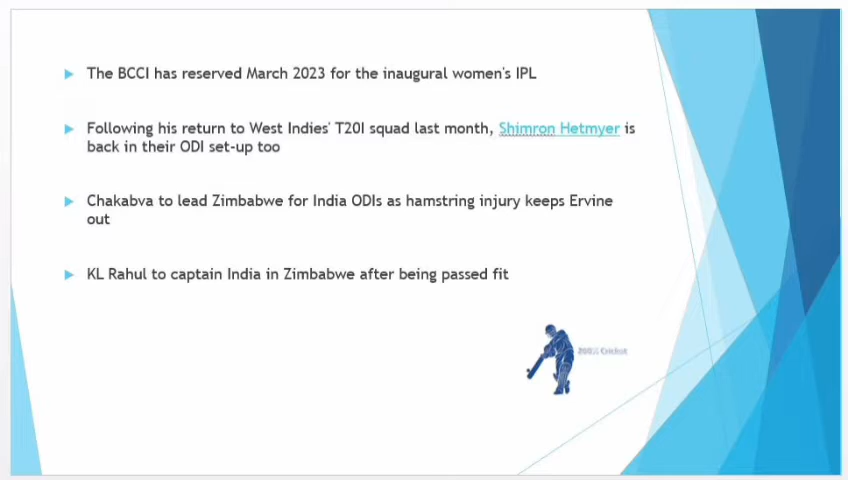 The BCCI has reserved March 2023 for the inaugural women's IPL
Following his return to West Indies' T20I squad last month, Shimron Hetmyer is
back in their ODI set-up too
Chakabva to lead Zimbabwe for India ODIs as hamstring injury keeps Ervine
out
KL Rahul to captain India in Zimbabwe after being passed fit
Cricket